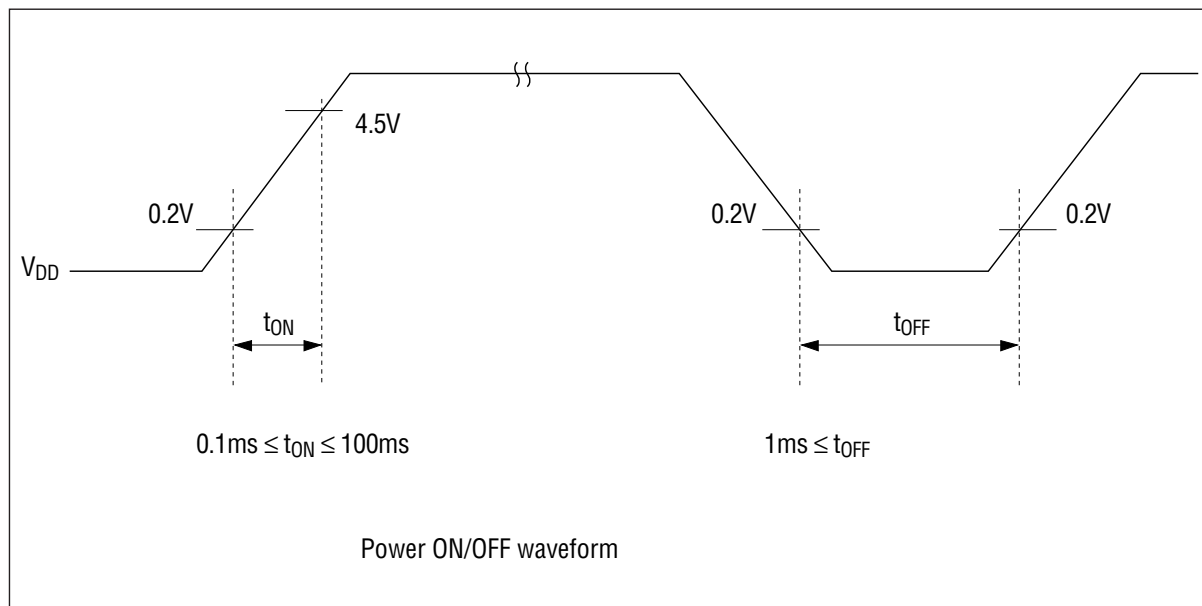 4.5V
0.2V
0.2V
0.2V
VDD
tON
tOFF
0.1ms ≤ tON ≤ 100ms
1ms ≤ tOFF
Power ON/OFF waveform